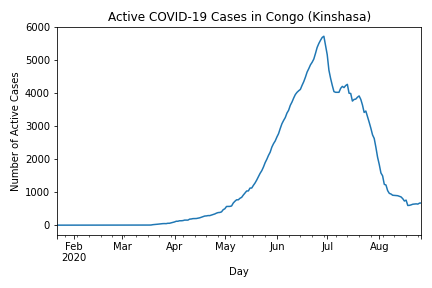 Active COVID-19 Cases in Congo (Kinshasa)
Number of Active Cases
6000
5000
4000
3000
2000
1000
0
Feb Mar Apr May Jun Jul Aug
2020
Day